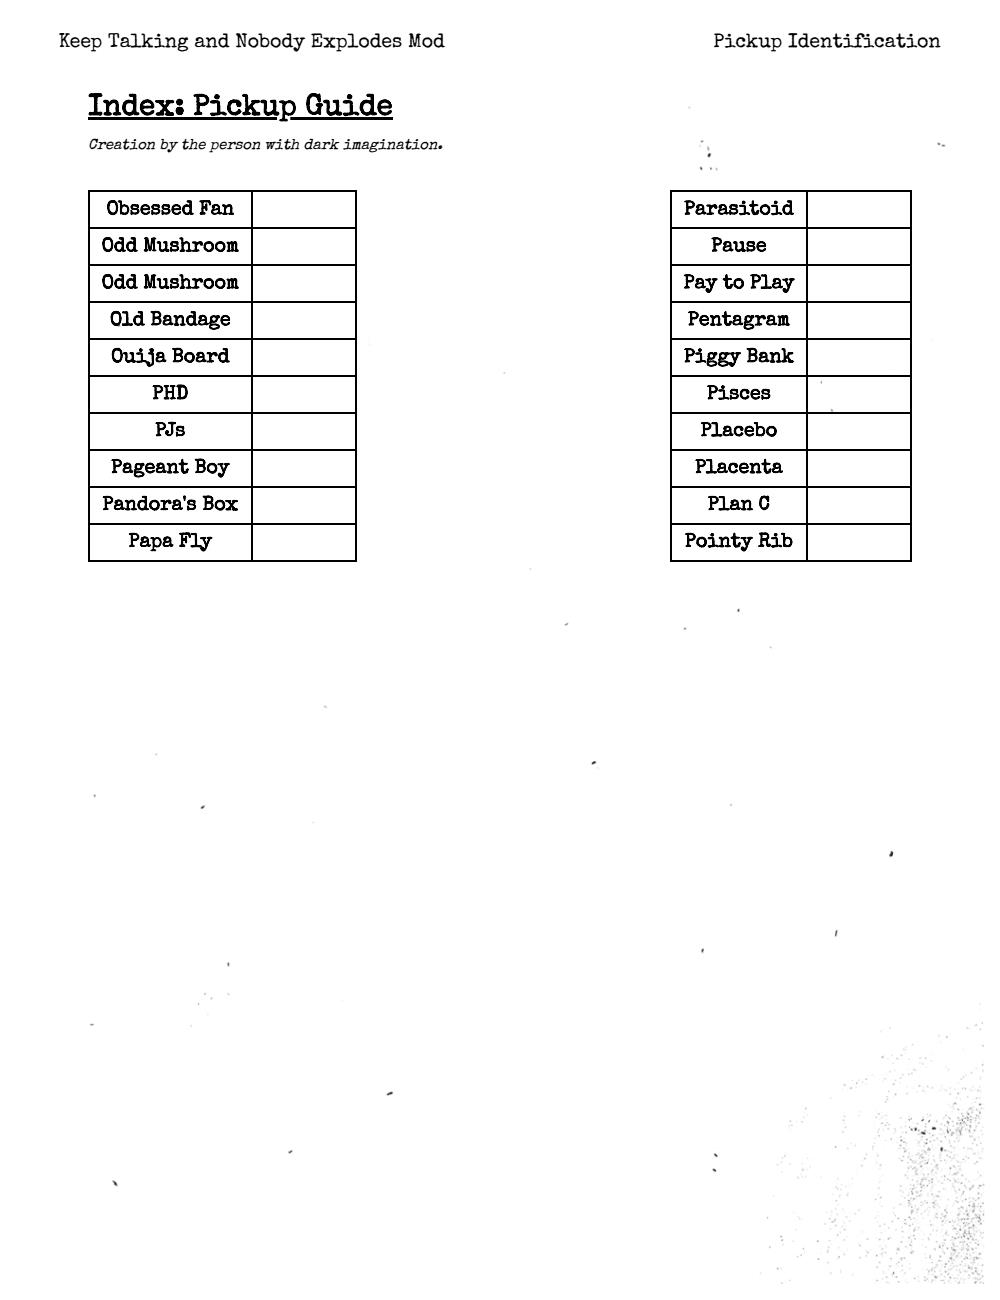 Keep Talking and Nobody Explodes Mod
Pickup Identification
Index: Pickup Guide
Creation by the person with dark imagination.
Obsessed Fan
Odd Mushroom
Odd Mushroom
Old Bandage
Ouija Board
PHD
PJs
Pageant Boy
Pandora's Box
Papa Fly
Parasitoid
Pause
Pay to Play
Pentagram
Piggy Bank
Pisces
Placebo
Placenta
Plan C
Pointy Rib